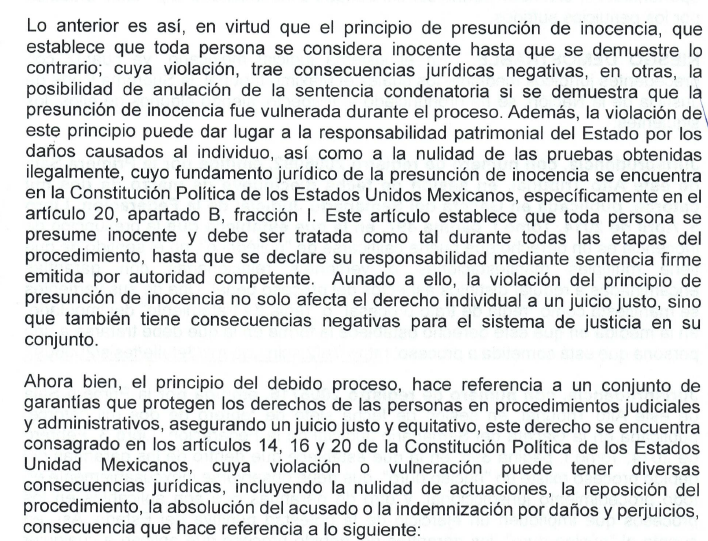 Lo anterior es así, en virtud que el principio de presunción de inocencia, que
establece que toda persona se considera inocente hasta que se demuestre lo
contrario; cuya violación, trae consecuencias jurídicas negativas, en otras, la
posibilidad de anulación de la sentencia condenatoria si se demuestra que la
presunción de inocencia fue vulnerada durante el proceso. Además, la violación de
este principio puede dar lugar a la responsabilidad patrimonial del Estado por los
daños causados al individuo, así como a la nulidad de las pruebas obtenidas
ilegalmente, cuyo fundamento jurídico de la presunción de inocencia se encuentra
en la Constitución Política de los Estados Unidos Mexicanos, específicamente en el
artículo 20, apartado B, fracción I. Este artículo establece que toda persona se
presume inocente y debe ser tratada como tal durante todas las etapas del
procedimiento, hasta que se declare su responsabilidad mediante sentencia firme
emitida por autoridad competente. Aunado a ello, la violación del principio de
presunción de inocencia no solo afecta el derecho individual a un juicio justo, sino
que también tiene consecuencias negativas para el sistema de justicia en su
conjunto.
Ahora bien, el principio del debido proceso, hace referencia a un conjunto de
garantías que protegen los derechos de las personas en procedimientos judiciales
y administrativos, asegurando un juicio justo y equitativo, este derecho se encuentra
consagrado en los artículos 14, 16 y 20 de la Constitución Política de los Estados
Unidad Mexicanos, cuya violación o vulneración puede tener diversas
consecuencias jurídicas, incluyendo la nulidad de actuaciones, la reposición del
procedimiento, la absolución del acusado o la indemnización por daños y perjuicios,
consecuencia que hace referencia a lo siguiente: